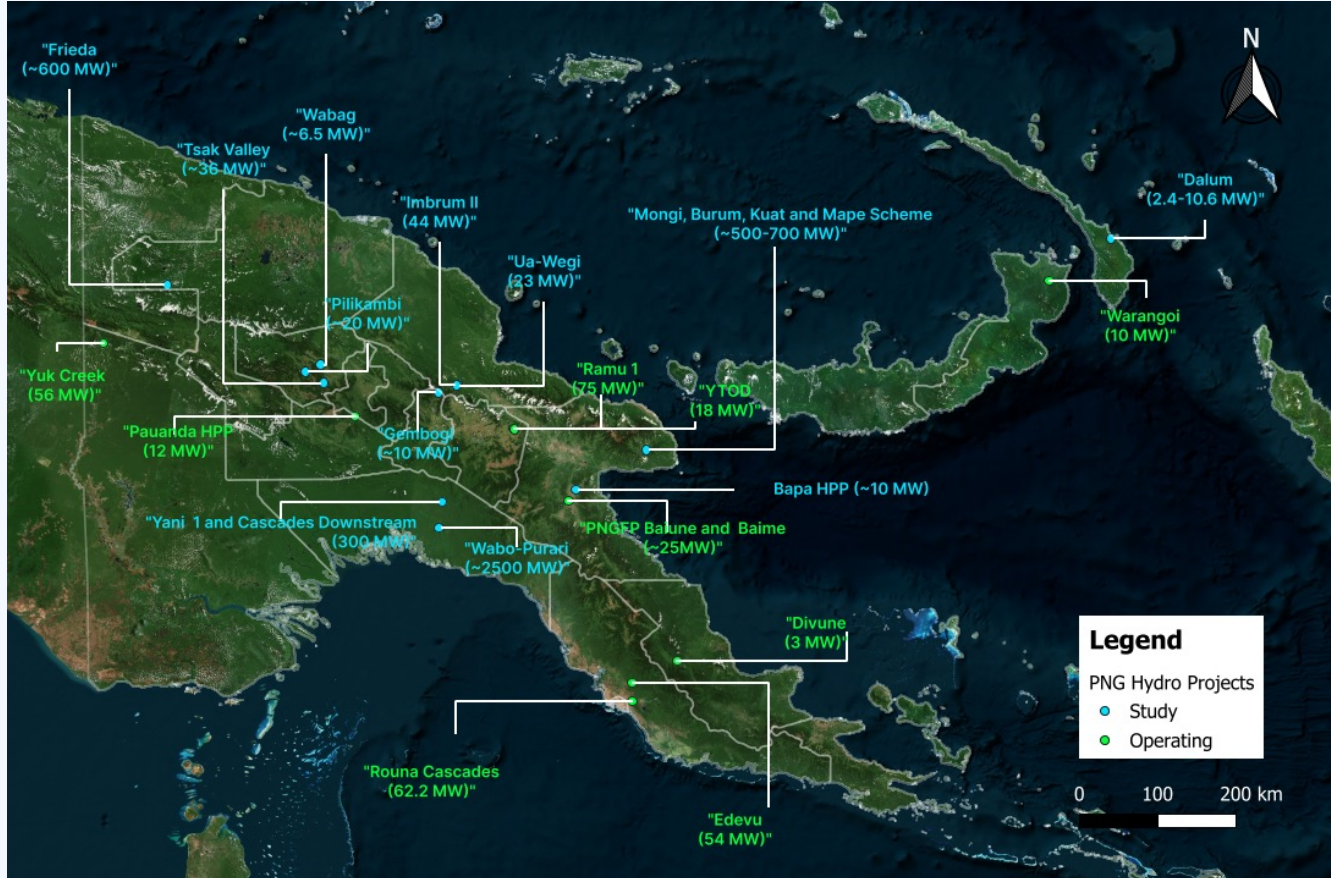 "Frieda
(~600 MW)"
N
"Wabag
(~6.5 MW)"
"Tsak Valley
(~36 MW)"
"Imbrum II
(44 MW)"
"Mongi, Burum, Kuat and Mape Scheme
(~500-700 MW)"
"Dalum
(2.4-10.6 MW)"
"Ua-Wegi
(23 MW)"
"Pilikambi
(~20 MW)"
"Warangoi
(10 MW)"
"Yuk Creek
(56 MW)"
"Ramu 1
(75 MW)"
"YTOD
(18 MW)"
"Pauanda HPP
(12 MW)"
"Gembogl
(~10 MW)"
Bapa HPP (~10 MW)
"Yani 1 and Cascades Downstream
(300 MW)"
"Wabo-Purari
(~2500 MW)"
"PNGFP Baiune and Baime
(~25MW)"
"Divune
(3 MW)"
"Rouna Cascades
(62.2 MW)"
"Edevu
(54 MW)"
Legend
PNG Hydro Projects
Study
Operating
0 100 200 km